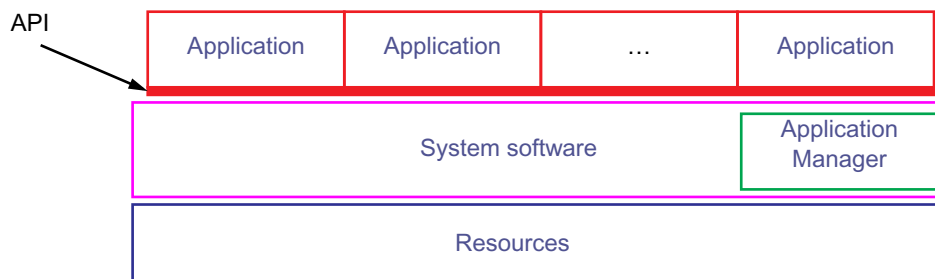 API
Application
Application
...
Application
System software
Application
Manager
Resources